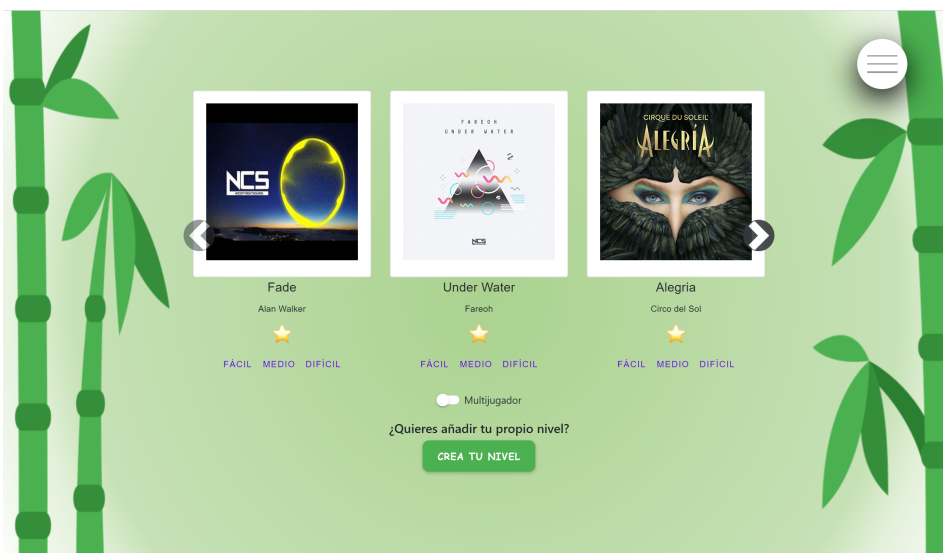 NCS
FAREOH
UNDER WATER
NCS
CIRQUE DU SOLEIL
ALEGRÍA
Fade
Alan Walker
FÁCIL MEDIO DIFÍCIL
Under Water
Fareoh
FÁCIL MEDIO DIFÍCIL
Alegria
Circo del Sol
FÁCIL MEDIO DIFÍCIL
Multijugador
¿Quieres añadir tu propio nivel?
CREA TU NIVEL